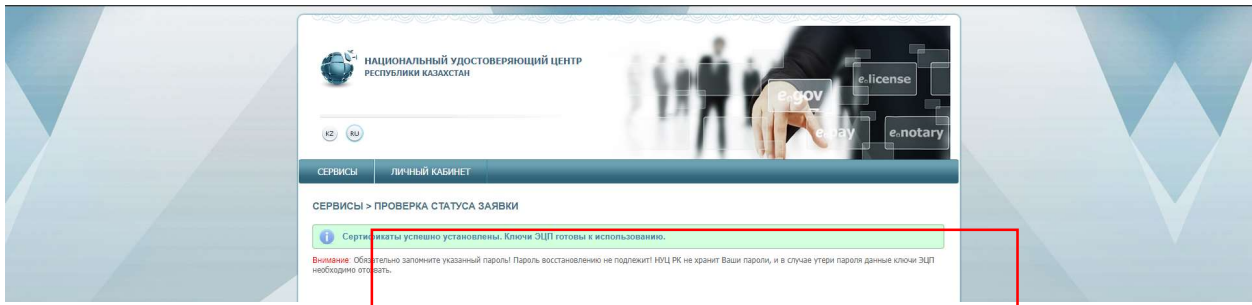 НАЦИОНАЛЬНЫЙ УДОСТОВЕРЯЮЩИЙ ЦЕНТР
РЕСПУБЛИКИ КАЗАХСТАН
e-license
e-gov
e-pay
e-notary
KZ RU
СЕРВИСЫ ЛИЧНЫЙ КАБИНЕТ
СЕРВИСЫ > ПРОВЕРКА СТАТУСА ЗАЯВКИ
Сертификаты успешно установлены. Ключи ЭЦП готовы к использованию.
Внимание: Обязательно запомните указанный пароль! Пароль восстановлению не подлежит! НУЦ РК не хранит Ваши пароли, и в случае утери пароля данные ключи ЭЦП
необходимо отозвать.